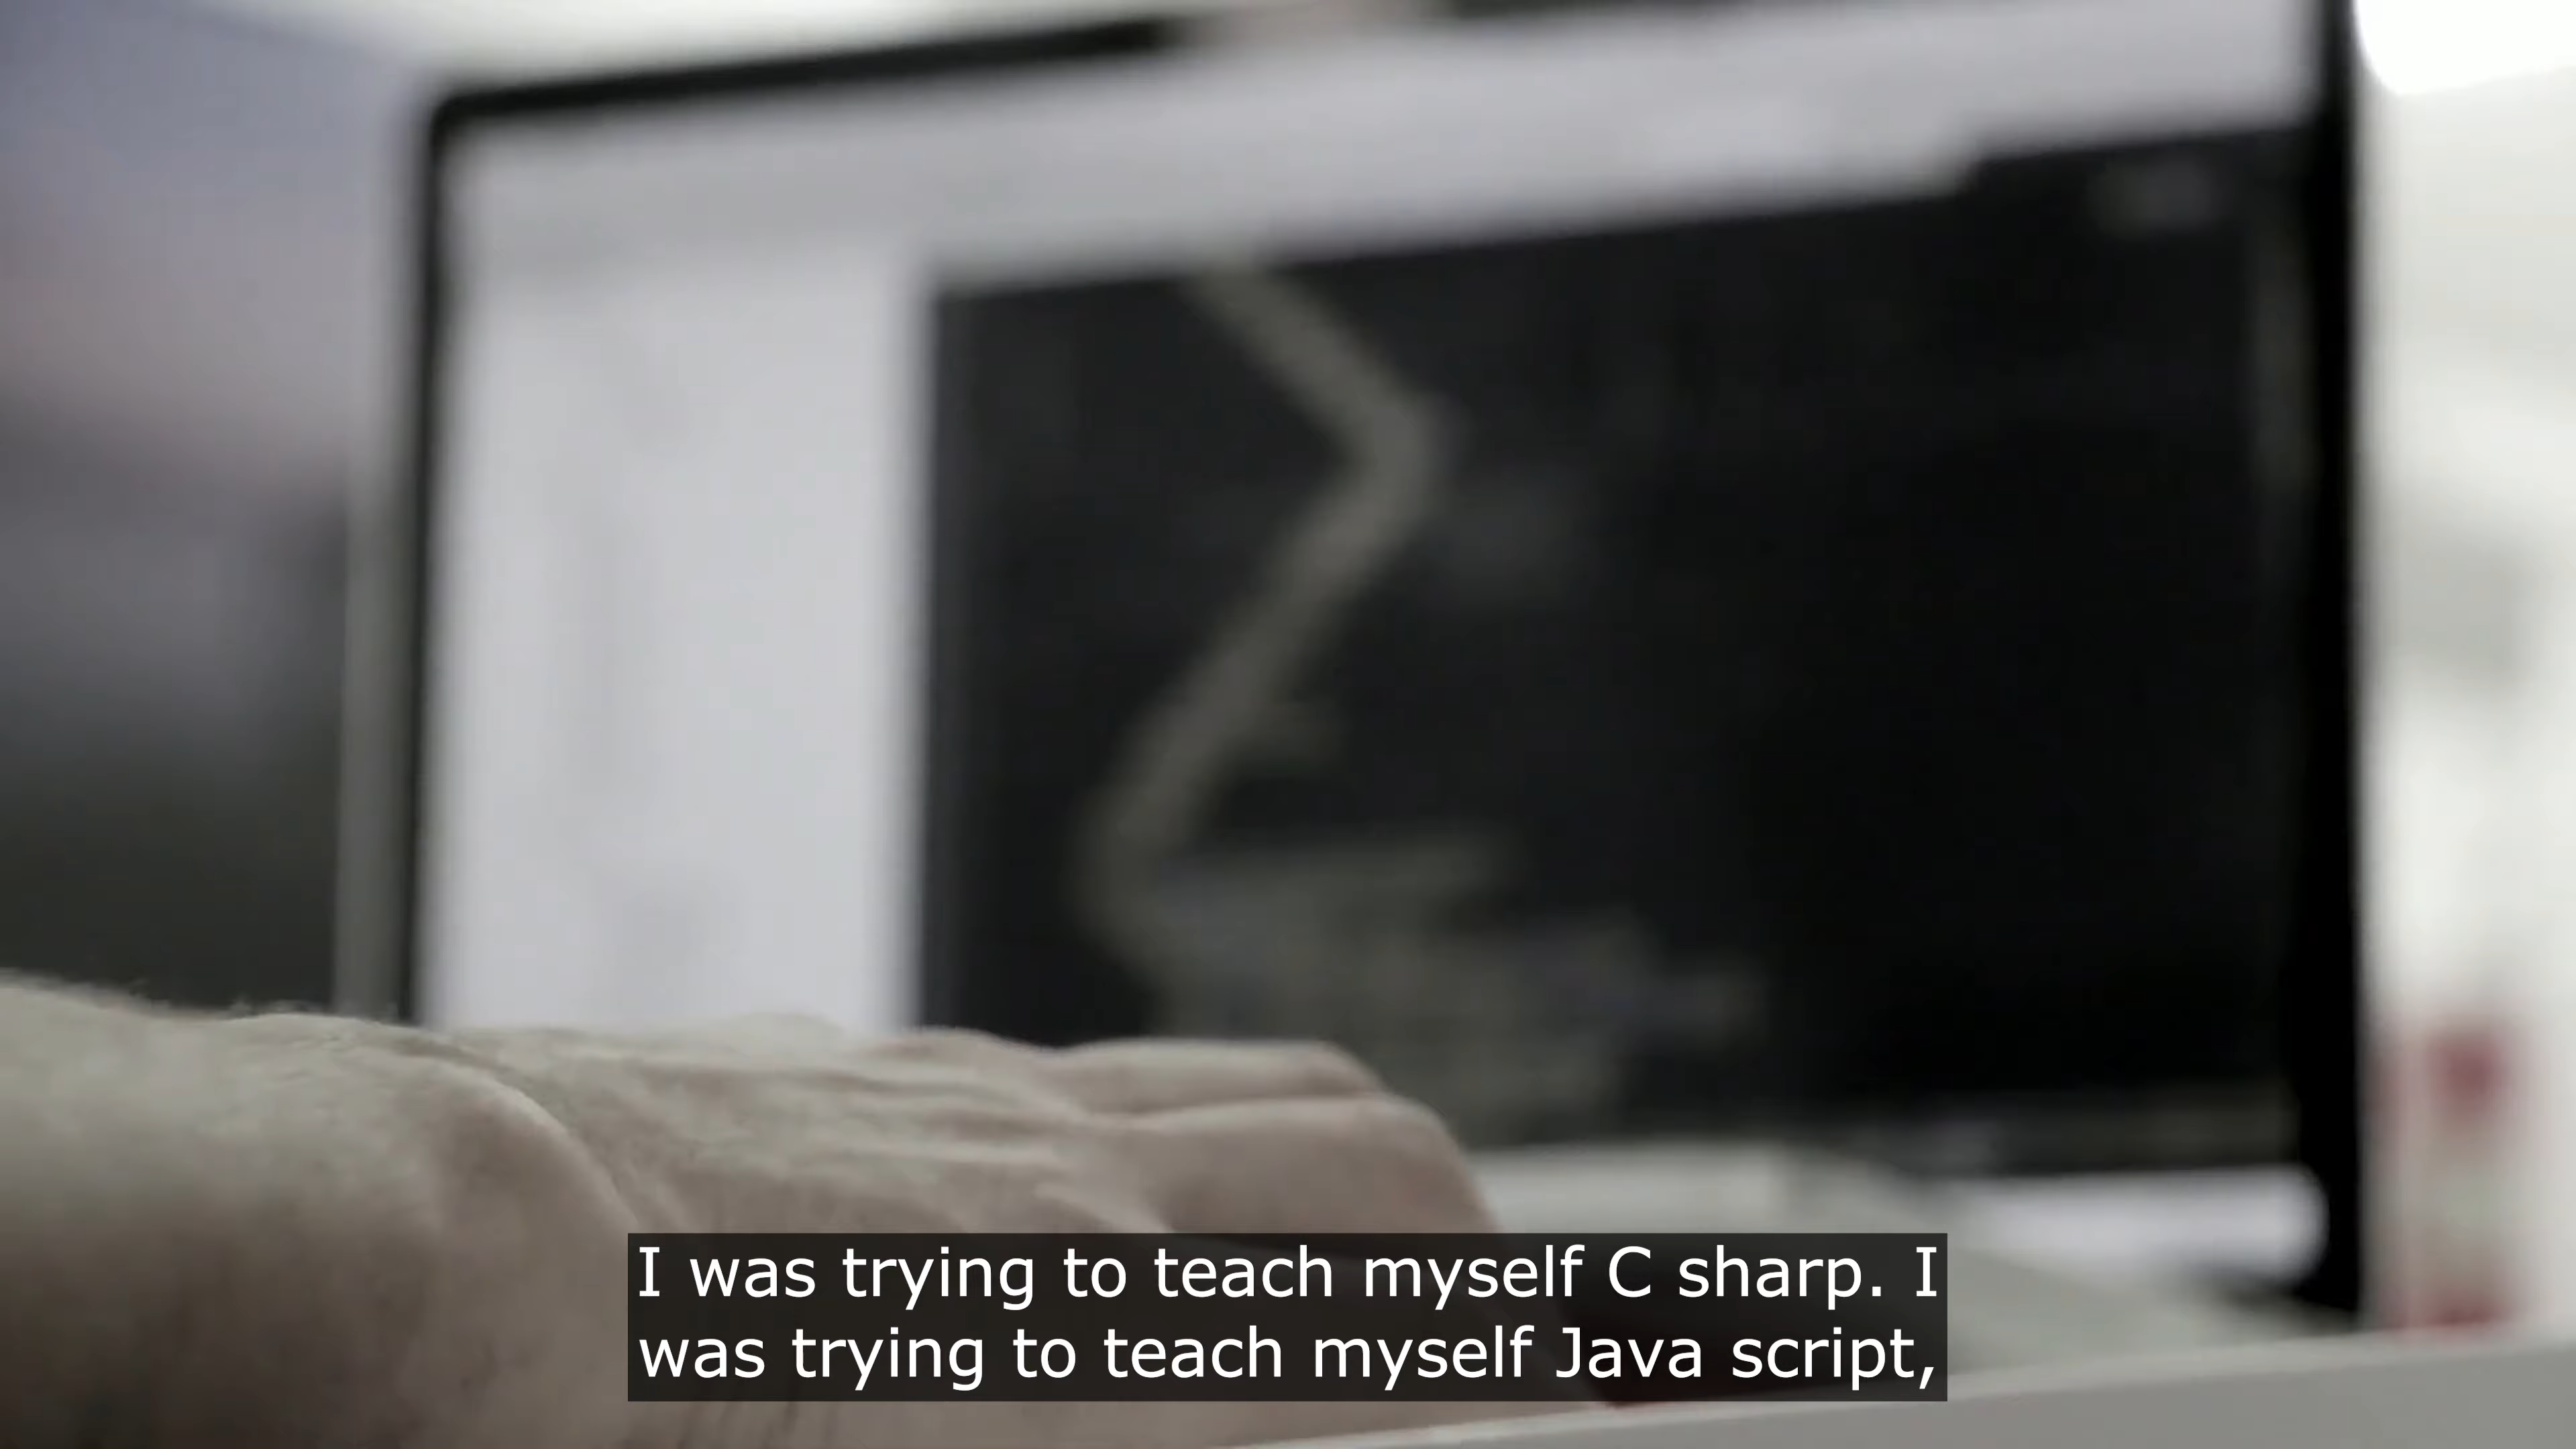 I was trying to teach myself C sharp. I
was trying to teach myself Java script,